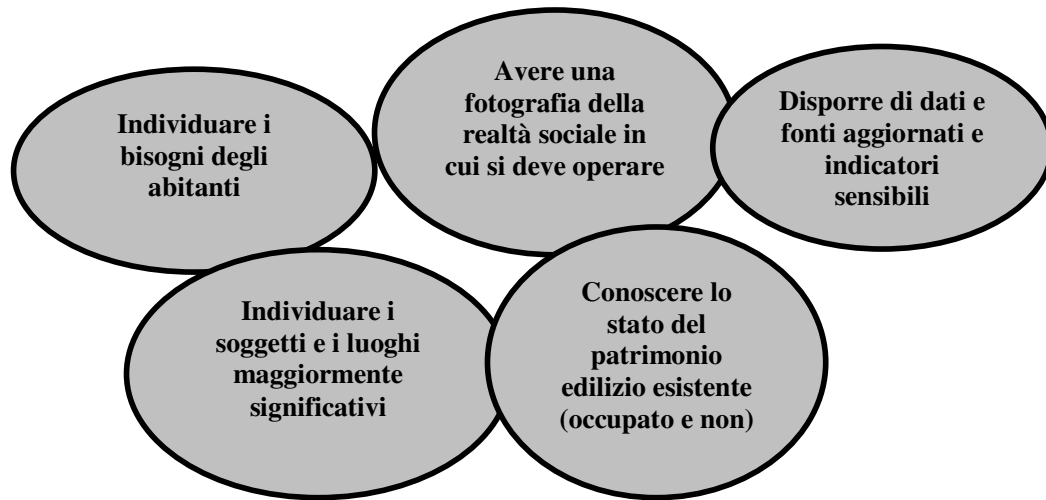 Individuare i
bisogni degli
abitanti
Avere una
fotografia della
realtà sociale in
cui si deve operare
Disporre di dati e
fonti aggiornati e
indicatori
sensibili
Individuare i
soggetti e i luoghi
maggiormente
significativi
Conoscere lo
stato del
patrimonio
edilizio esistente
(occupato e non)